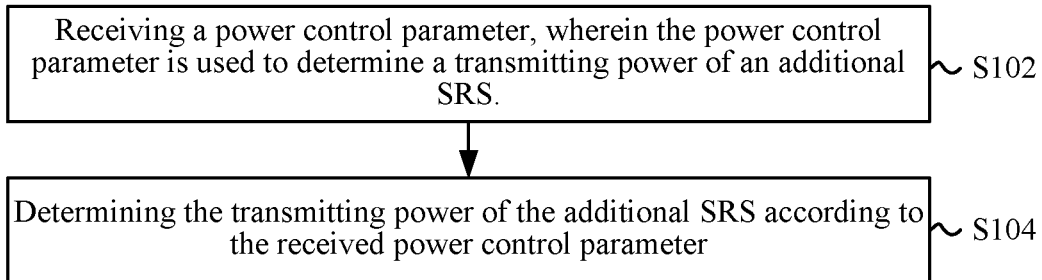 Receiving a power control parameter, wherein the power control
parameter is used to determine a transmitting power of an additional
SRS.
S102
Determining the transmitting power of the additional SRS according to
the received power control parameter
S104